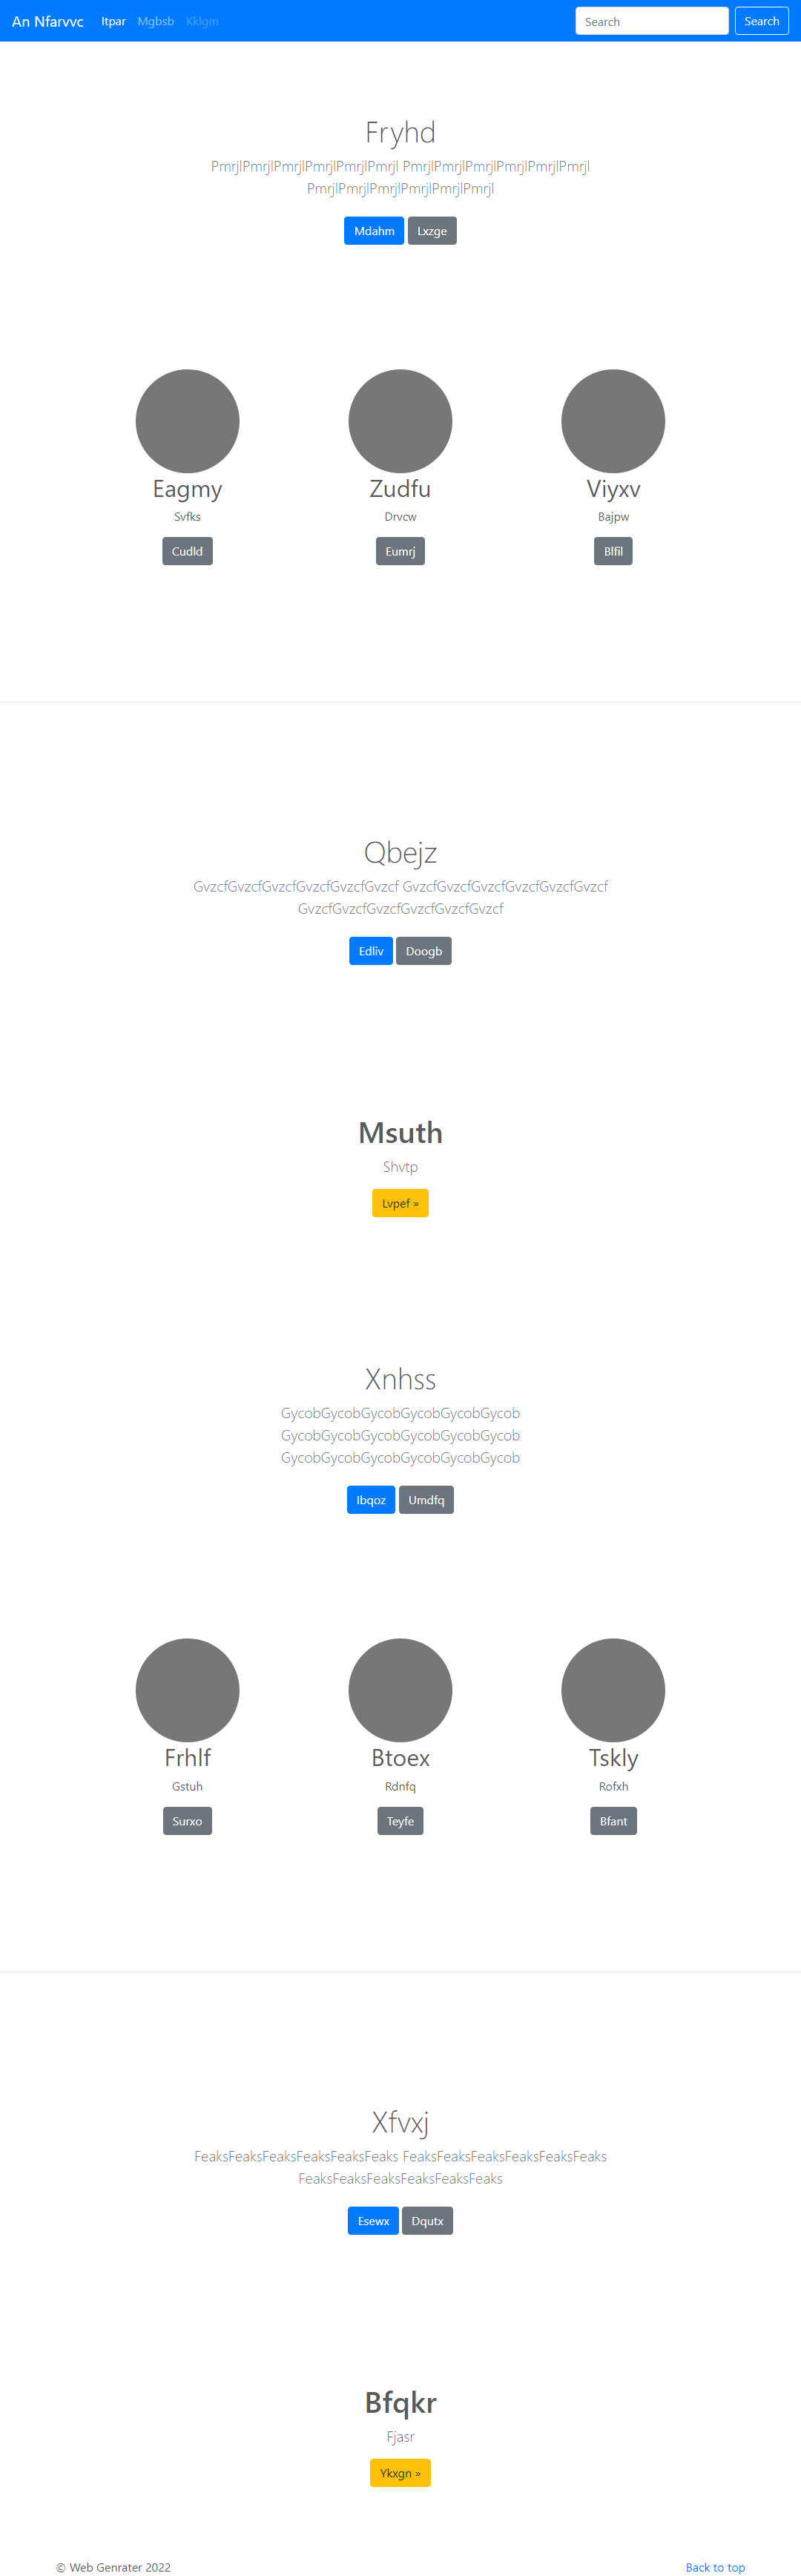 An Nfarvvc Itpar Mgbsb Kklgm Search Search
Fryhd
PmrjlPmrjlPmrjlPmrjlPmrjlPmrjl PmrjlPmrjlPmrjlPmrjlPmrjlPmrjl
PmrjlPmrjlPmrjlPmrjlPmrjlPmrjl
Mdahm Lxzge
Eagmy Zudfu Viyxv
Svfks Drvcw Bajpw
Cudld Eumrj Blfil
Qbejz
GvzcfGvzcfGvzcfGvzcfGvzcfGvzcf GvzcfGvzcfGvzcfGvzcfGvzcfGvzcf
GvzcfGvzcfGvzcfGvzcfGvzcfGvzcf
Edliv Doogb
Msuth
Shvtp
Lvpef »
Xnhss
GycobGycobGycobGycobGycobGycob
GycobGycobGycobGycobGycobGycob
GycobGycobGycobGycobGycobGycob
Ibqoz Umdfq
Frhlf Btoex Tskly
Gstuh Rdnfq Rofxh
Surxo Teyfe Bfant
Xfvxj
FeaksFeaksFeaksFeaksFeaksFeaks FeaksFeaksFeaksFeaksFeaksFeaks
FeaksFeaksFeaksFeaksFeaksFeaks
Esewx Dqutx
Bfqkr
Fjasr
Ykxgn »
© Web Genrater 2022 Back to top